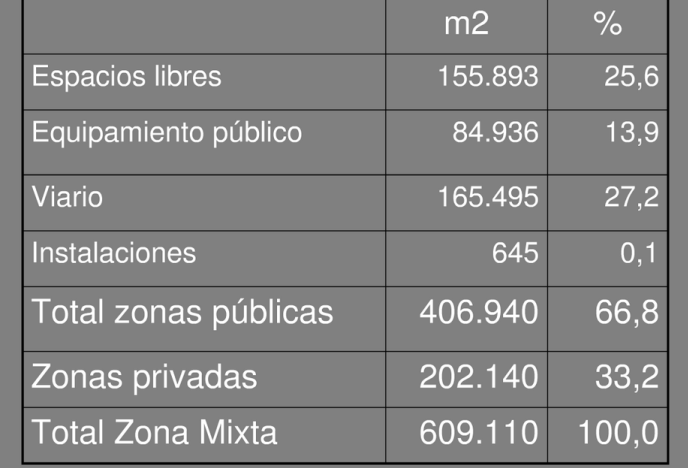 m2 %
Espacios libres 155.893 25,6
Equipamiento público 84.936 13,9
Viario 165.495 27,2
Instalaciones 645 0,1
Total zonas públicas 406.940 66,8
Zonas privadas 202.140 33,2
Total Zona Mixta 609.110 100,0